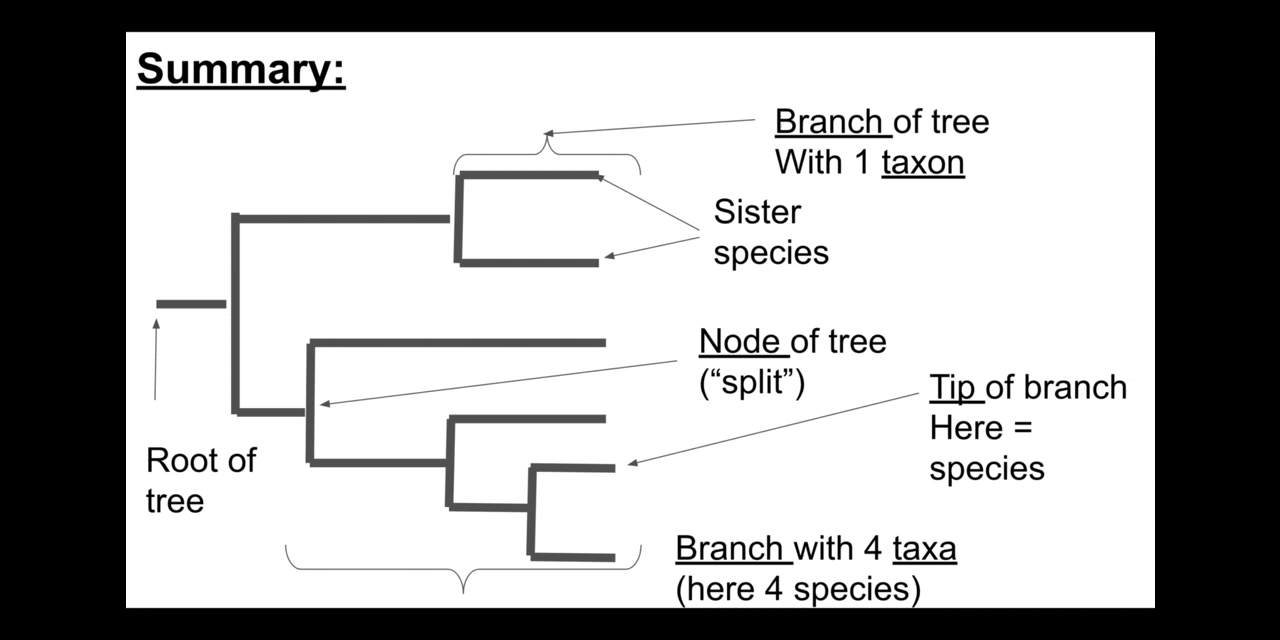 Summary:
Branch of tree
With 1 taxon
Sister
species
Node of tree
(“split”)
Tip of branch
Here =
species
Root of
tree
Branch with 4 taxa
(here 4 species)